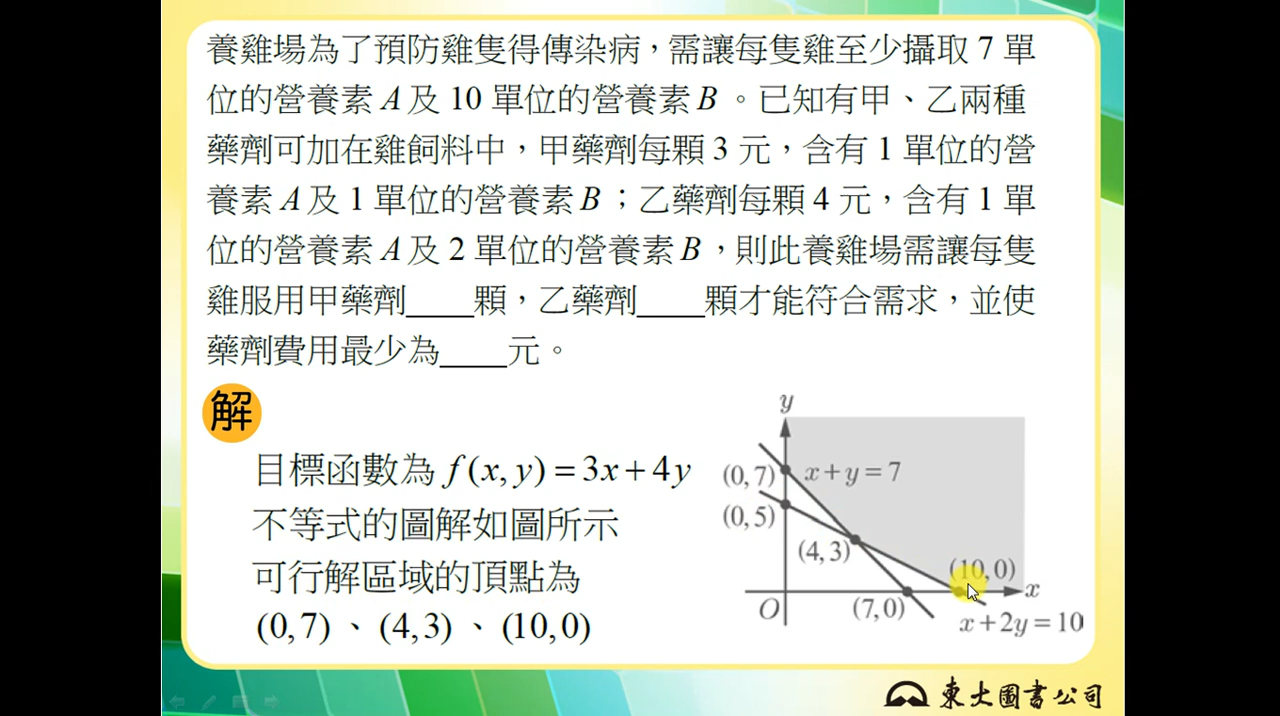 養雞場為了預防雞隻得傳染病，需讓每隻雞至少攝取 7 單
位的營養素 A 及 10 單位的營養素 B。已知有甲、乙兩種
藥劑可加在雞飼料中，甲藥劑每顆 3 元，含有 1 單位的營
養素 A 及 1 單位的營養素 B；乙藥劑每顆 4 元，含有 1 單
位的營養素 A 及 2 單位的營養素 B，則此養雞場需讓每隻
雞服用甲藥劑____顆，乙藥劑____顆才能符合需求，並使
藥劑費用最少為____元。
解
目標函數為 f(x, y) = 3x + 4y
不等式的圖解如圖所示
可行解區域的頂點為
(0, 7)、(4, 3)、(10, 0)
y
(0, 7)
x + y = 7
(0, 5)
(4, 3)
(10, 0)
x
O
(7, 0)
x + 2y = 10
東大圖書公司